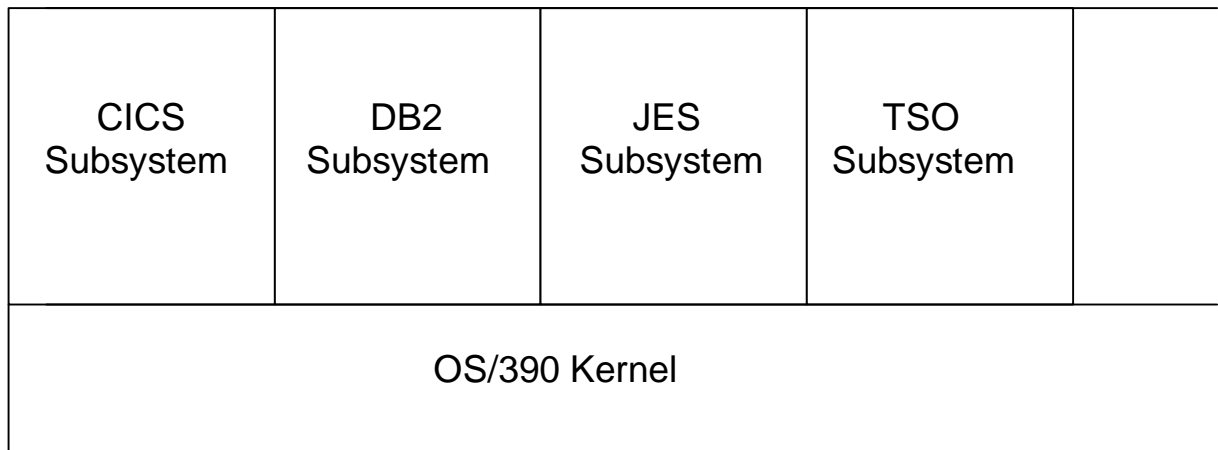 CICS
Subsystem
DB2
Subsystem
JES
Subsystem
TSO
Subsystem
OS/390 Kernel